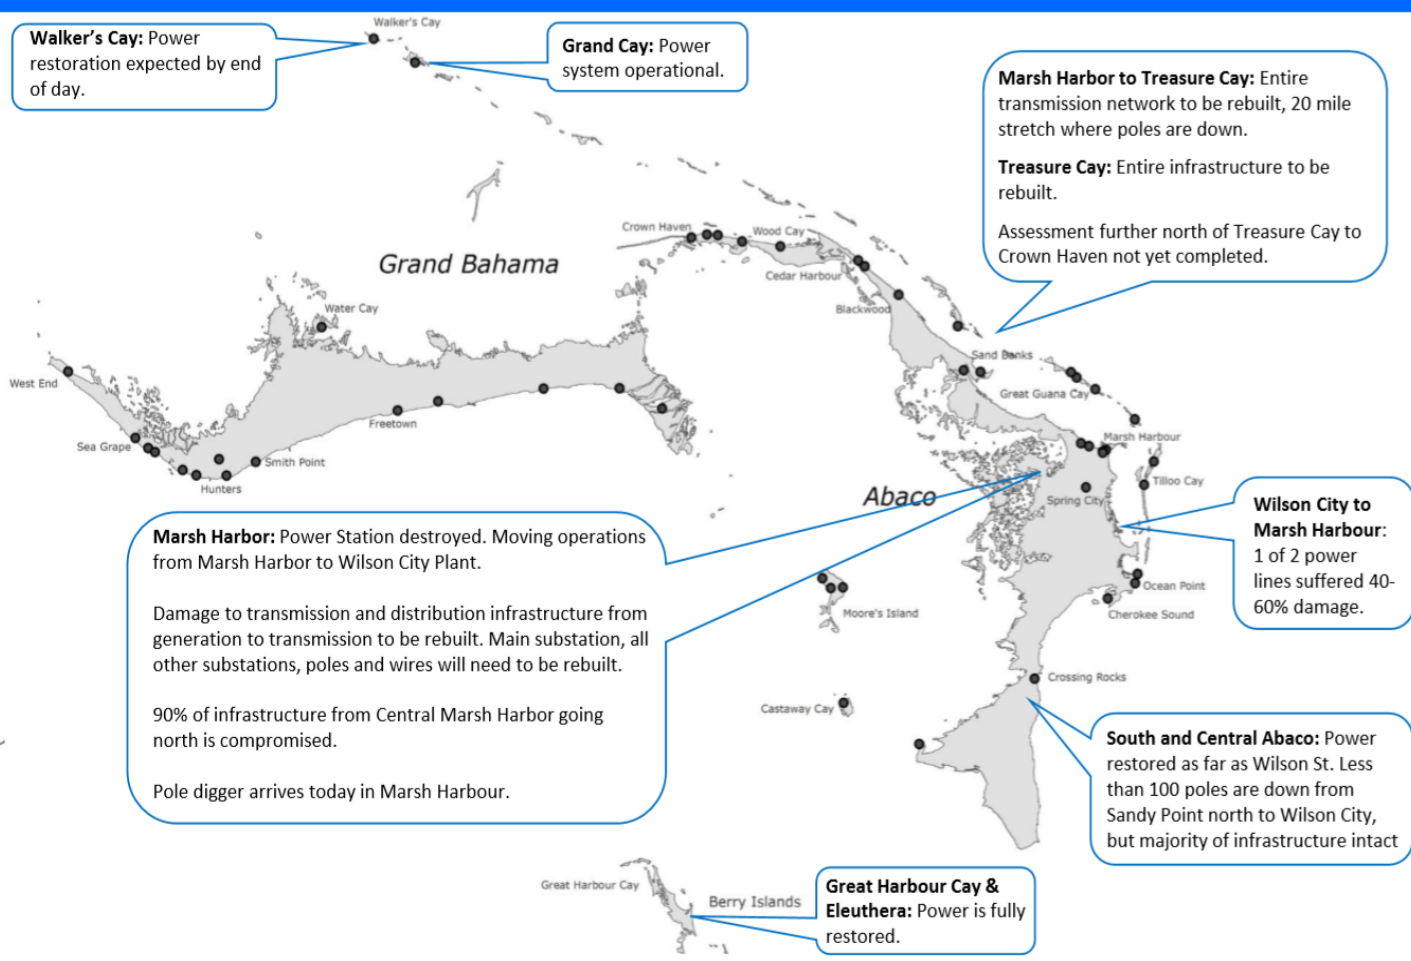 Walker's Cay
Walker's Cay: Power
restoration expected by end
of day.
Grand Cay: Power
system operational.
Marsh Harbor to Treasure Cay: Entire
transmission network to be rebuilt, 20 mile
stretch where poles are down.
Treasure Cay: Entire infrastructure to be
rebuilt.
Assessment further north of Treasure Cay to
Crown Haven not yet completed.
Crown Haven
Wood Cay
Grand Bahama
Cedar Harbour
Water Cay
Blackwood
Sand Banks
West End
Great Guana Cay
Freetown
Sea Grape
Marsh Harbour
Smith Point
Hunters
Tilloo Cay
Abaco
Spring City
Wilson City to
Marsh Harbour:
1 of 2 power
lines suffered 40-
60% damage.
Marsh Harbor: Power Station destroyed. Moving operations
from Marsh Harbor to Wilson City Plant.
Damage to transmission and distribution infrastructure from
generation to transmission to be rebuilt. Main substation, all
other substations, poles and wires will need to be rebuilt.
90% of infrastructure from Central Marsh Harbor going
north is compromised.
Pole digger arrives today in Marsh Harbour.
Ocean Point
Moore's Island
Cherokee Sound
Crossing Rocks
Castaway Cay
South and Central Abaco: Power
restored as far as Wilson St. Less
than 100 poles are down from
Sandy Point north to Wilson City,
but majority of infrastructure intact
Great Harbour Cay
Berry Islands
Great Harbour Cay &
Eleuthera: Power is fully
restored.